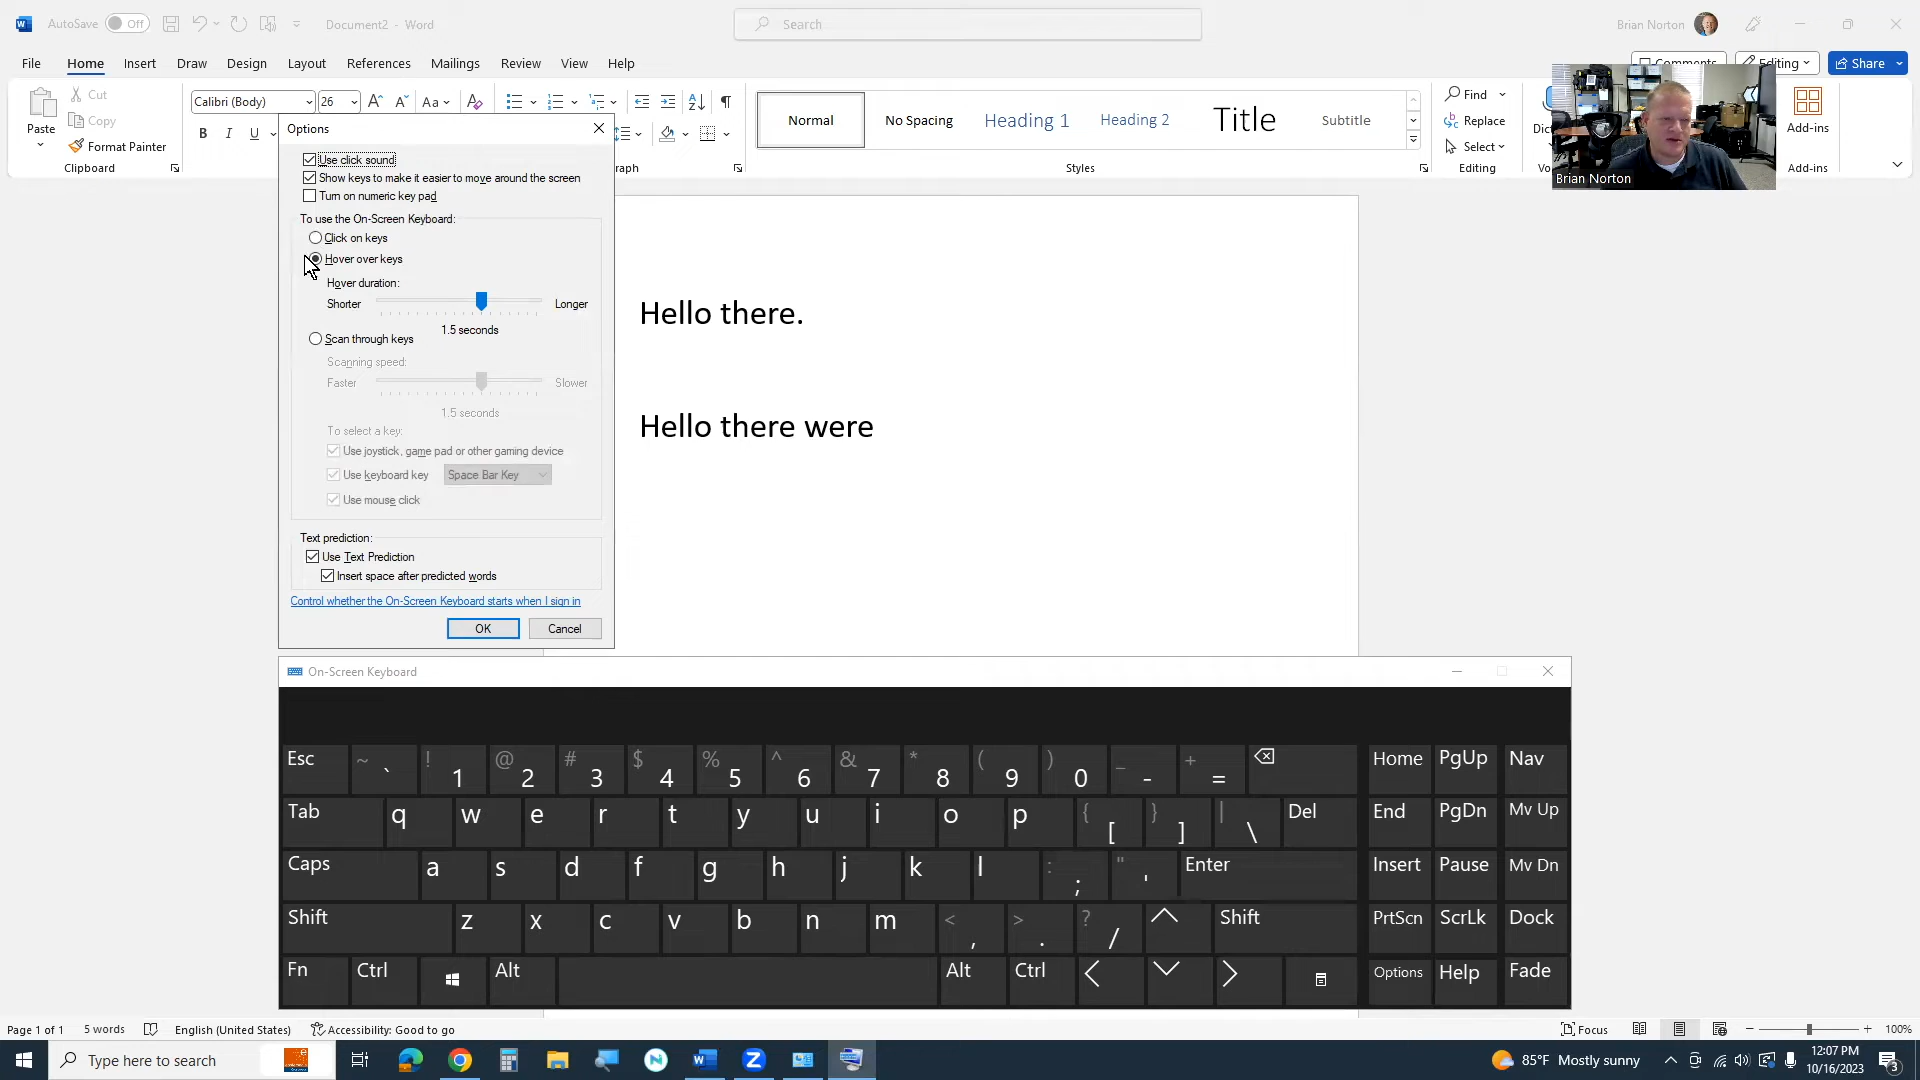 AutoSave Off Document2 - Word Search Brian Norton
File Home Insert Draw Design Layout References Mailings Review View Help Comments Editing Share
Paste Cut Copy Format Painter
Clipboard
Calibri (Body) 26 Aa
B I U
Normal No Spacing Heading 1 Heading 2 Title Subtitle
Styles
Find
Replace
Select
Editing
Add-ins
Add-ins
Brian Norton
Options
Use click sound
Show keys to make it easier to move around the screen
Turn on numeric key pad
To use the On-Screen Keyboard:
Click on keys
Hover over keys
Hover duration:
Shorter Longer
1.5 seconds
Scan through keys
Scanning speed:
Faster Slower
1.5 seconds
To select a key:
Use joystick, game pad or other gaming device
Use keyboard key Space Bar Key
Use mouse click
Text prediction:
Use Text Prediction
Insert space after predicted words
Control whether the On-Screen Keyboard starts when I sign in
OK Cancel
Hello there.
Hello there were
On-Screen Keyboard
Esc ~ ` ! 1 @ 2 # 3 $ 4 % 5 ^ 6 & 7 * 8 ( 9 ) 0 _ - + = Home PgUp Nav
Tab q w e r t y u i o p { [ } ] | \ Del End PgDn Mv Up
Caps a s d f g h j k l : ; " ' Enter Insert Pause Mv Dn
Shift z x c v b n m < , > . ? / Shift PrtScn ScrLk Dock
Fn Ctrl Alt Alt Ctrl Options Help Fade
Page 1 of 1 5 words English (United States) Accessibility: Good to go Focus 100%
Type here to search 85°F Mostly sunny 12:07 PM
10/16/2023 3